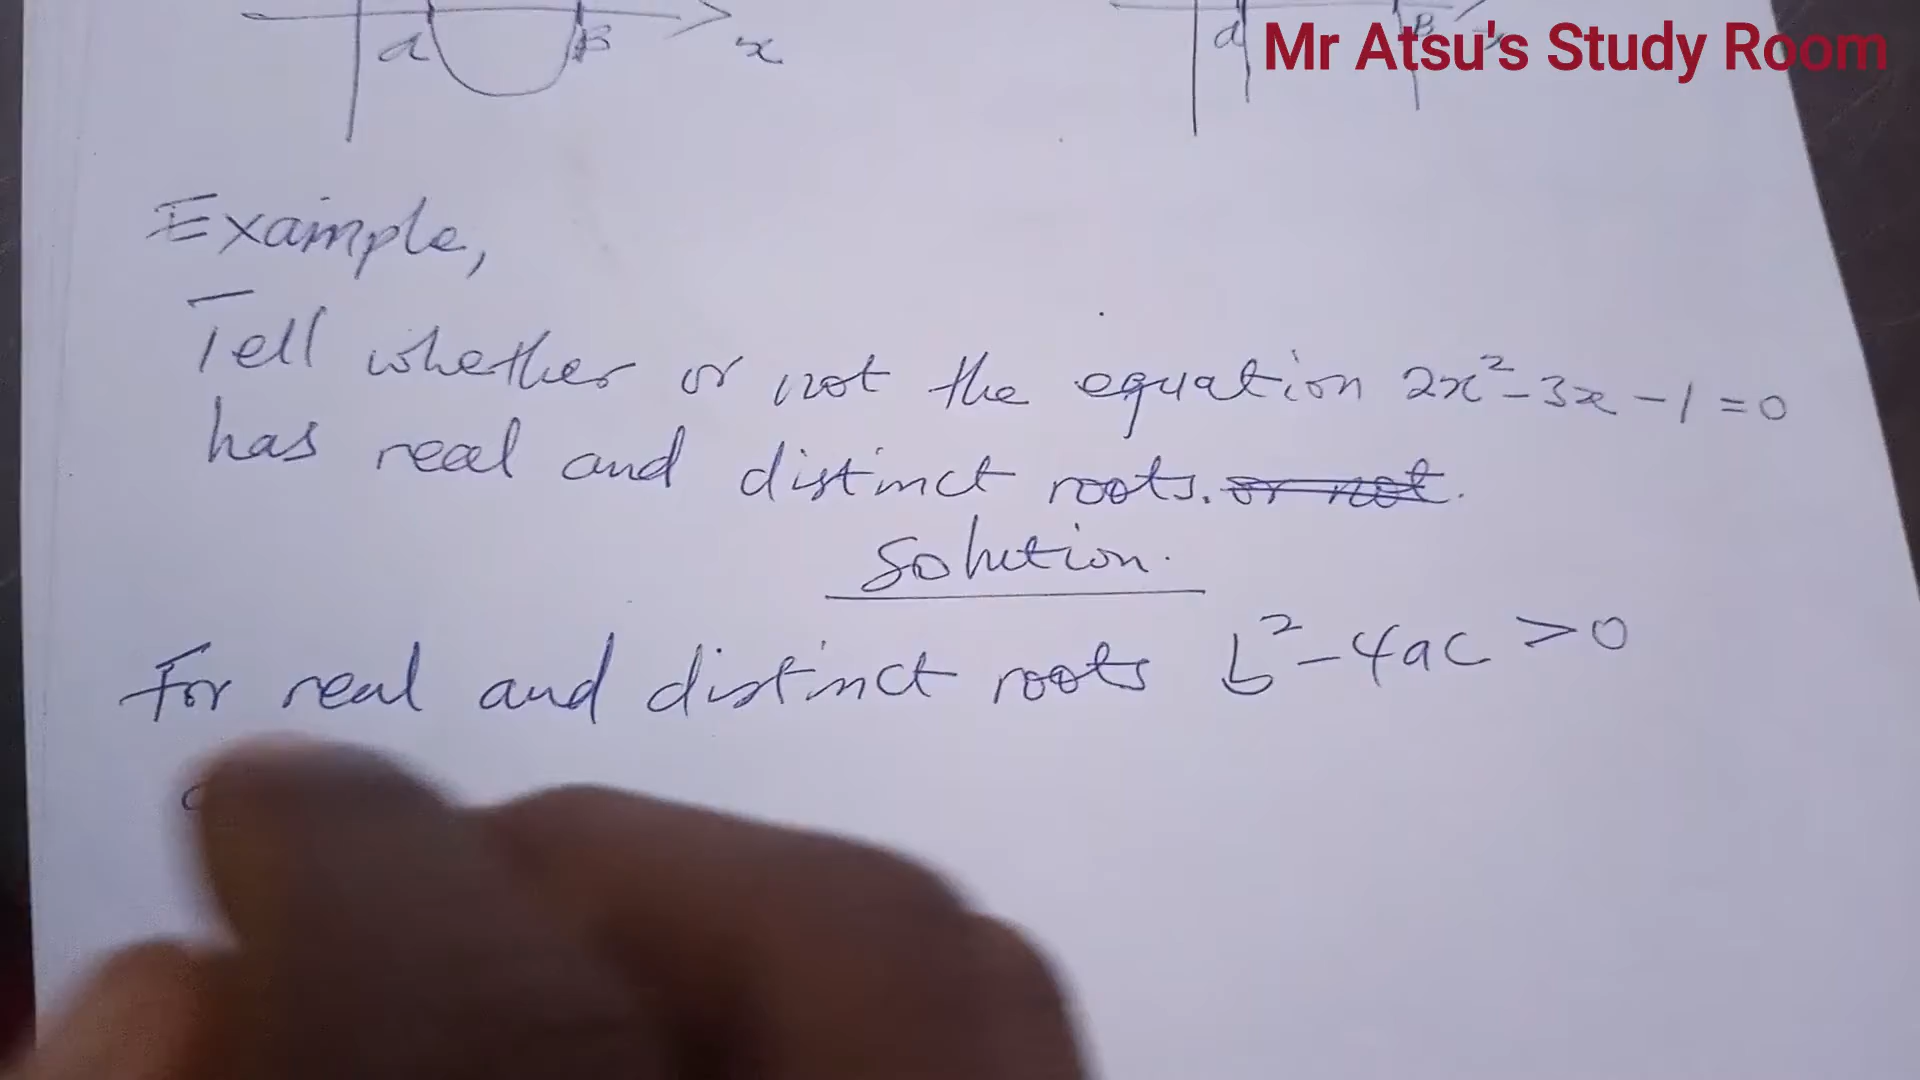 α β x α β
Mr Atsu's Study Room
Example,
Tell whether or not the equation 2x²-3x-1=0
has real and distinct roots. or not.
Solution.
For real and distinct roots b²-4ac>0